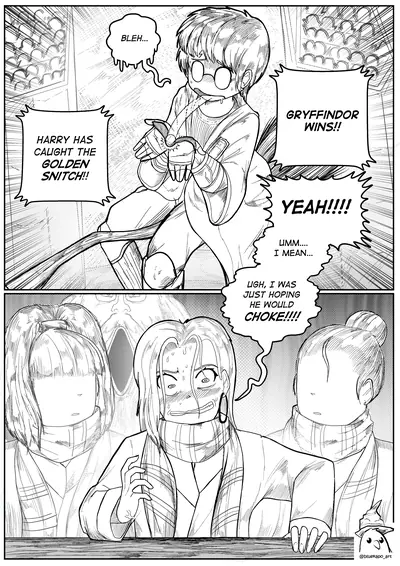 BLEH...
HARRY HAS
CAUGHT THE
GOLDEN
SNITCH!!
GRYFFINDOR
WINS!!
YEAH!!!!
UMM....
I MEAN...
UGH, I WAS
JUST HOPING
HE WOULD
CHOKE!!!!